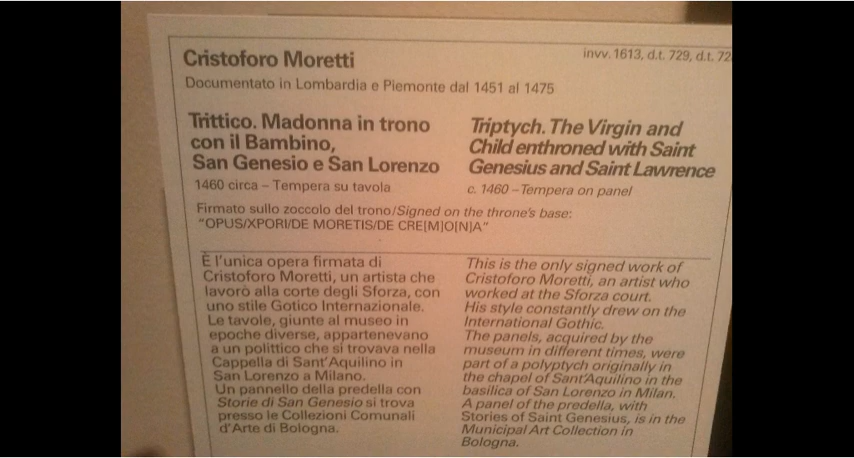 Cristoforo Moretti
invv. 1613, d.t. 729, d.t. 72
Documentato in Lombardia e Piemonte dal 1451 al 1475
Trittico. Madonna in trono
con il Bambino,
San Genesio e San Lorenzo
1460 circa – Tempera su tavola
Triptych. The Virgin and
Child enthroned with Saint
Genesius and Saint Lawrence
c. 1460 – Tempera on panel
Firmato sullo zoccolo del trono/Signed on the throne's base:
"OPUS/XPORI/DE MORETIS/DE CRE[M]O[N]A"
È l'unica opera firmata di
Cristoforo Moretti, un artista che
lavorò alla corte degli Sforza, con
uno stile Gotico Internazionale.
Le tavole, giunte al museo in
epoche diverse, appartenevano
a un polittico che si trovava nella
Cappella di Sant'Aquilino in
San Lorenzo a Milano.
Un pannello della predella con
Storie di San Genesio si trova
presso le Collezioni Comunali
d'Arte di Bologna.
This is the only signed work of
Cristoforo Moretti, an artist who
worked at the Sforza court.
His style constantly drew on the
International Gothic.
The panels, acquired by the
museum in different times, were
part of a polyptych originally in
the chapel of Sant'Aquilino in the
basilica of San Lorenzo in Milan.
A panel of the predella, with
Stories of Saint Genesius, is in the
Municipal Art Collection in
Bologna.